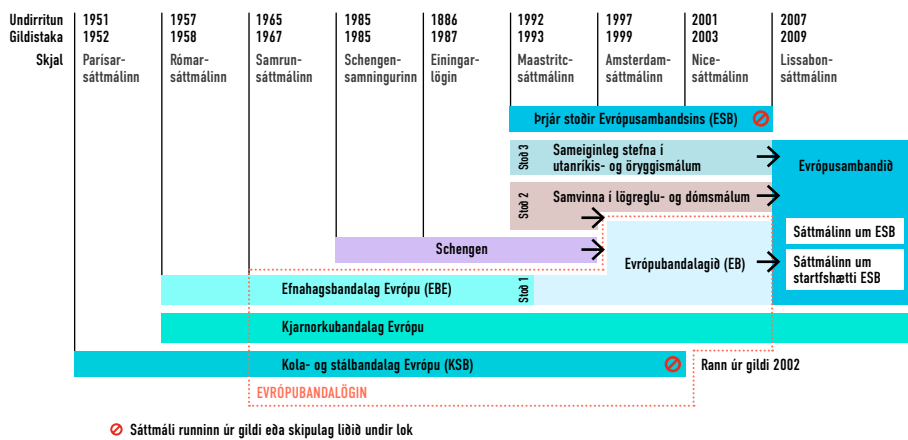 Undirritun 1951 1957 1965 1985 1886 1992 1997 2001 2007
Gildistaka 1952 1958 1967 1985 1987 1993 1999 2003 2009
Skjal Parísar- Rómar- Samruna- Schengen- Einingar- Maastritc- Amsterdam- Nice- Lissabon-
sáttmálinn sáttmálinn sáttmálinn samningurinn lögin sáttmálinn sáttmálinn sáttmálinn sáttmálinn
Þrjár stoðir Evrópusambandsins (ESB)
Stoð 3
Sameiginleg stefna í
utanríkis- og öryggismálum
Evrópusambandið
Stoð 2
Samvinna í lögreglu- og dómsmálum
Sáttmálinn um ESB
Schengen
Evrópubandalagið (EB)
Sáttmálinn um
startfshætti ESB
Efnahagsbandalag Evrópu (EBE)
Stoð 1
Kjarnorkubandalag Evrópu
Kola- og stálbandalag Evrópu (KSB)
Rann úr gildi 2002
EVRÓPUBANDALÖGIN
Sáttmáli runninn úr gildi eða skipulag liðið undir lok